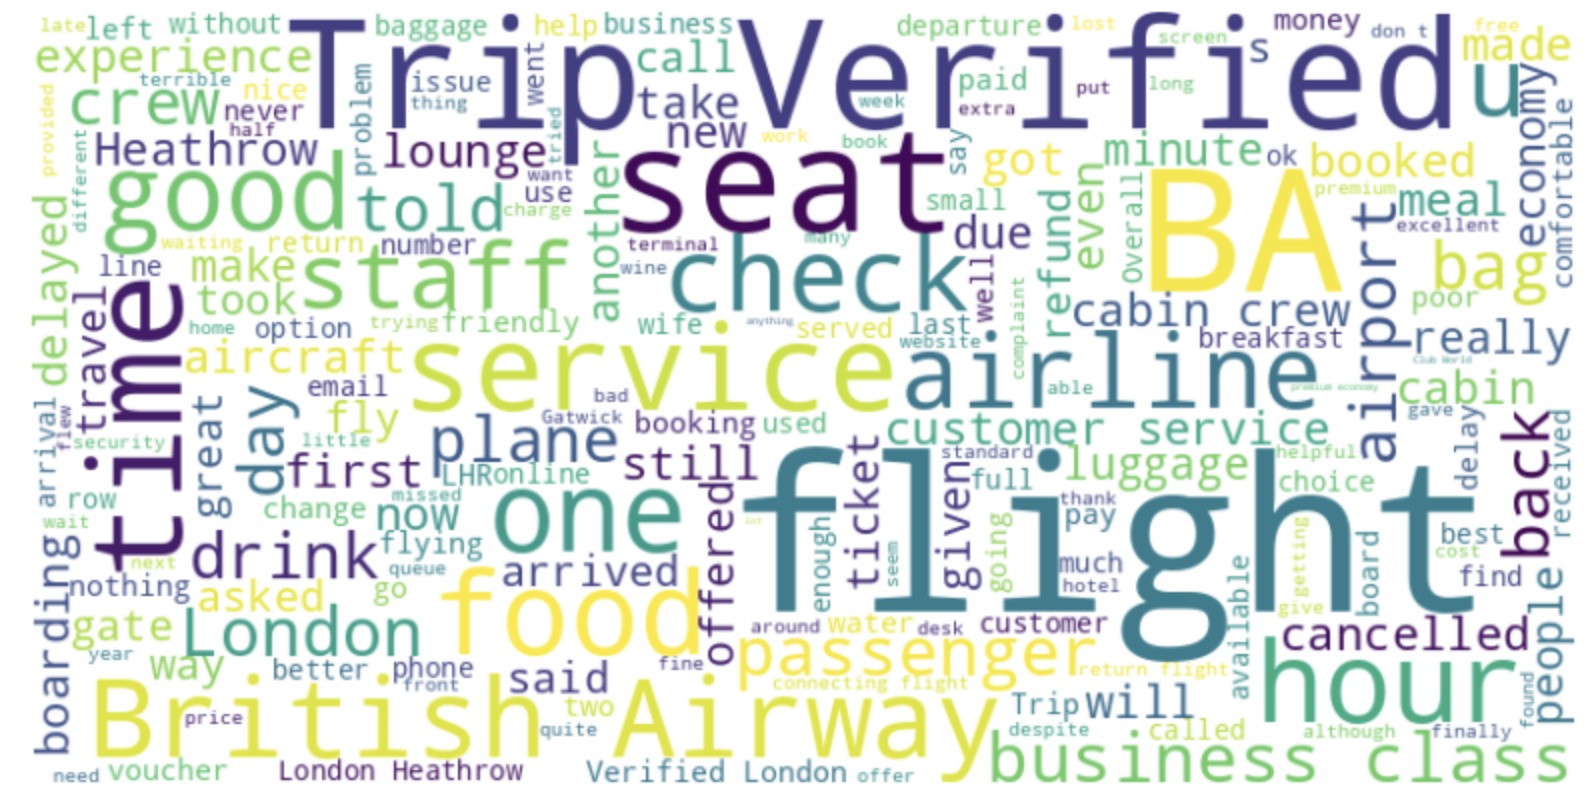 late left without baggage help business departure lost money don t free
experience Trip Verified call screen s made
terrible nice issue went paid put long u
crew never thing problem take week extra economy
provided half tried new work book say
Heathrow lounge want seat got minute ok booked comfortable
different good told use another small even Overall BA premium meal
charge refund excellent
waiting return number terminal many due airport
delayed line make staff wine check well bag
took complaint cabin crew poor
travel time home option trying friendly wife anything served last breakfast really
website Club World
aircraft service airline
email bad able premium economy cabin
arrival flew fly Gatwick booking used gave
security great day little plane customer service delay back received
first LHR online still standard luggage helpful
row missed full choice
change now one offered lot flight ticket given thank
wait flying pay best
next drink queue enough seem going much getting board cost
boarding nothing arrived hotel find people
asked go food available give
gate London around water desk customer cancelled
year way better phone fine passenger return flight hour
front said connecting flight
British Airway two Trip will found
price quite despite called although finally
need voucher London Heathrow Verified London offer business class